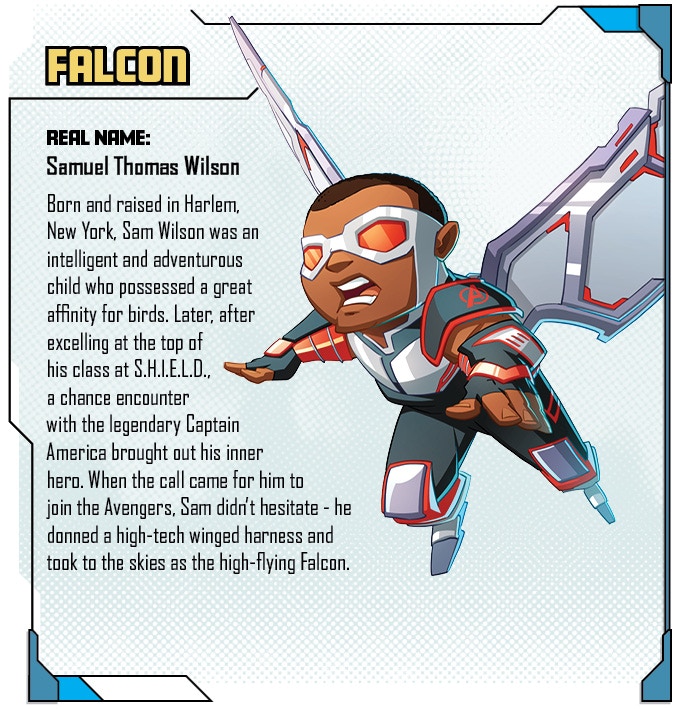 FALCON
REAL NAME:
Samuel Thomas Wilson
Born and raised in Harlem,
New York, Sam Wilson was an
intelligent and adventurous
child who possessed a great
affinity for birds. Later, after
excelling at the top of
his class at S.H.I.E.L.D.,
a chance encounter
with the legendary Captain
America brought out his inner
hero. When the call came for him to
join the Avengers, Sam didn't hesitate - he
donned a high-tech winged harness and
took to the skies as the high-flying Falcon.